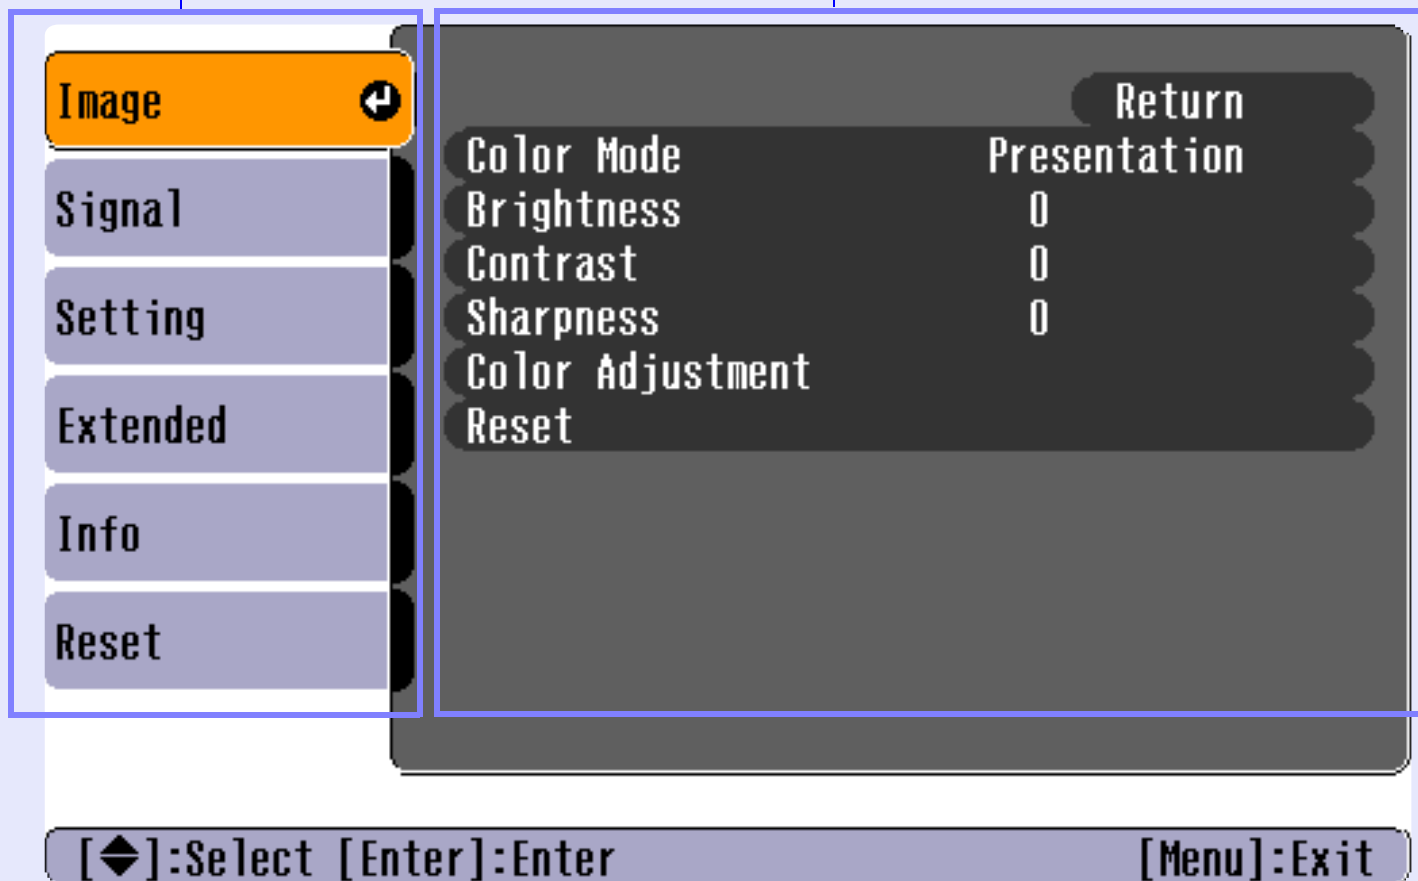 Image
Signal
Setting
Extended
Info
Reset
Return
Color Mode Presentation
Brightness 0
Contrast 0
Sharpness 0
Color Adjustment
Reset
[◆]:Select [Enter]:Enter [Menu]:Exit